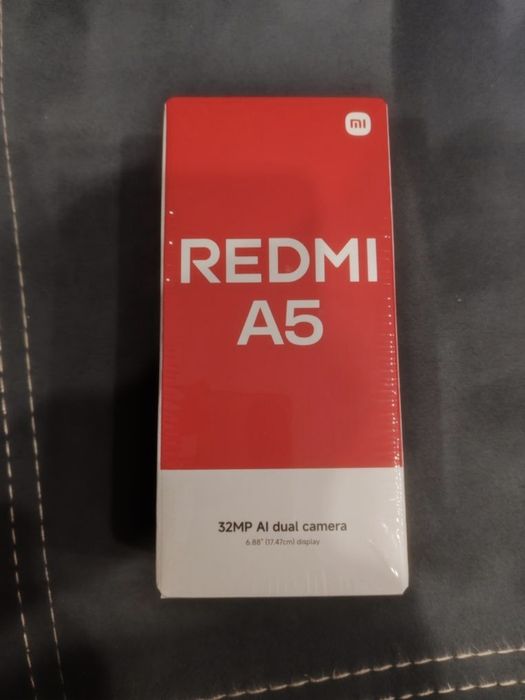 mi
REDMI
A5
32MP AI dual camera
6.88" (17.47cm) display